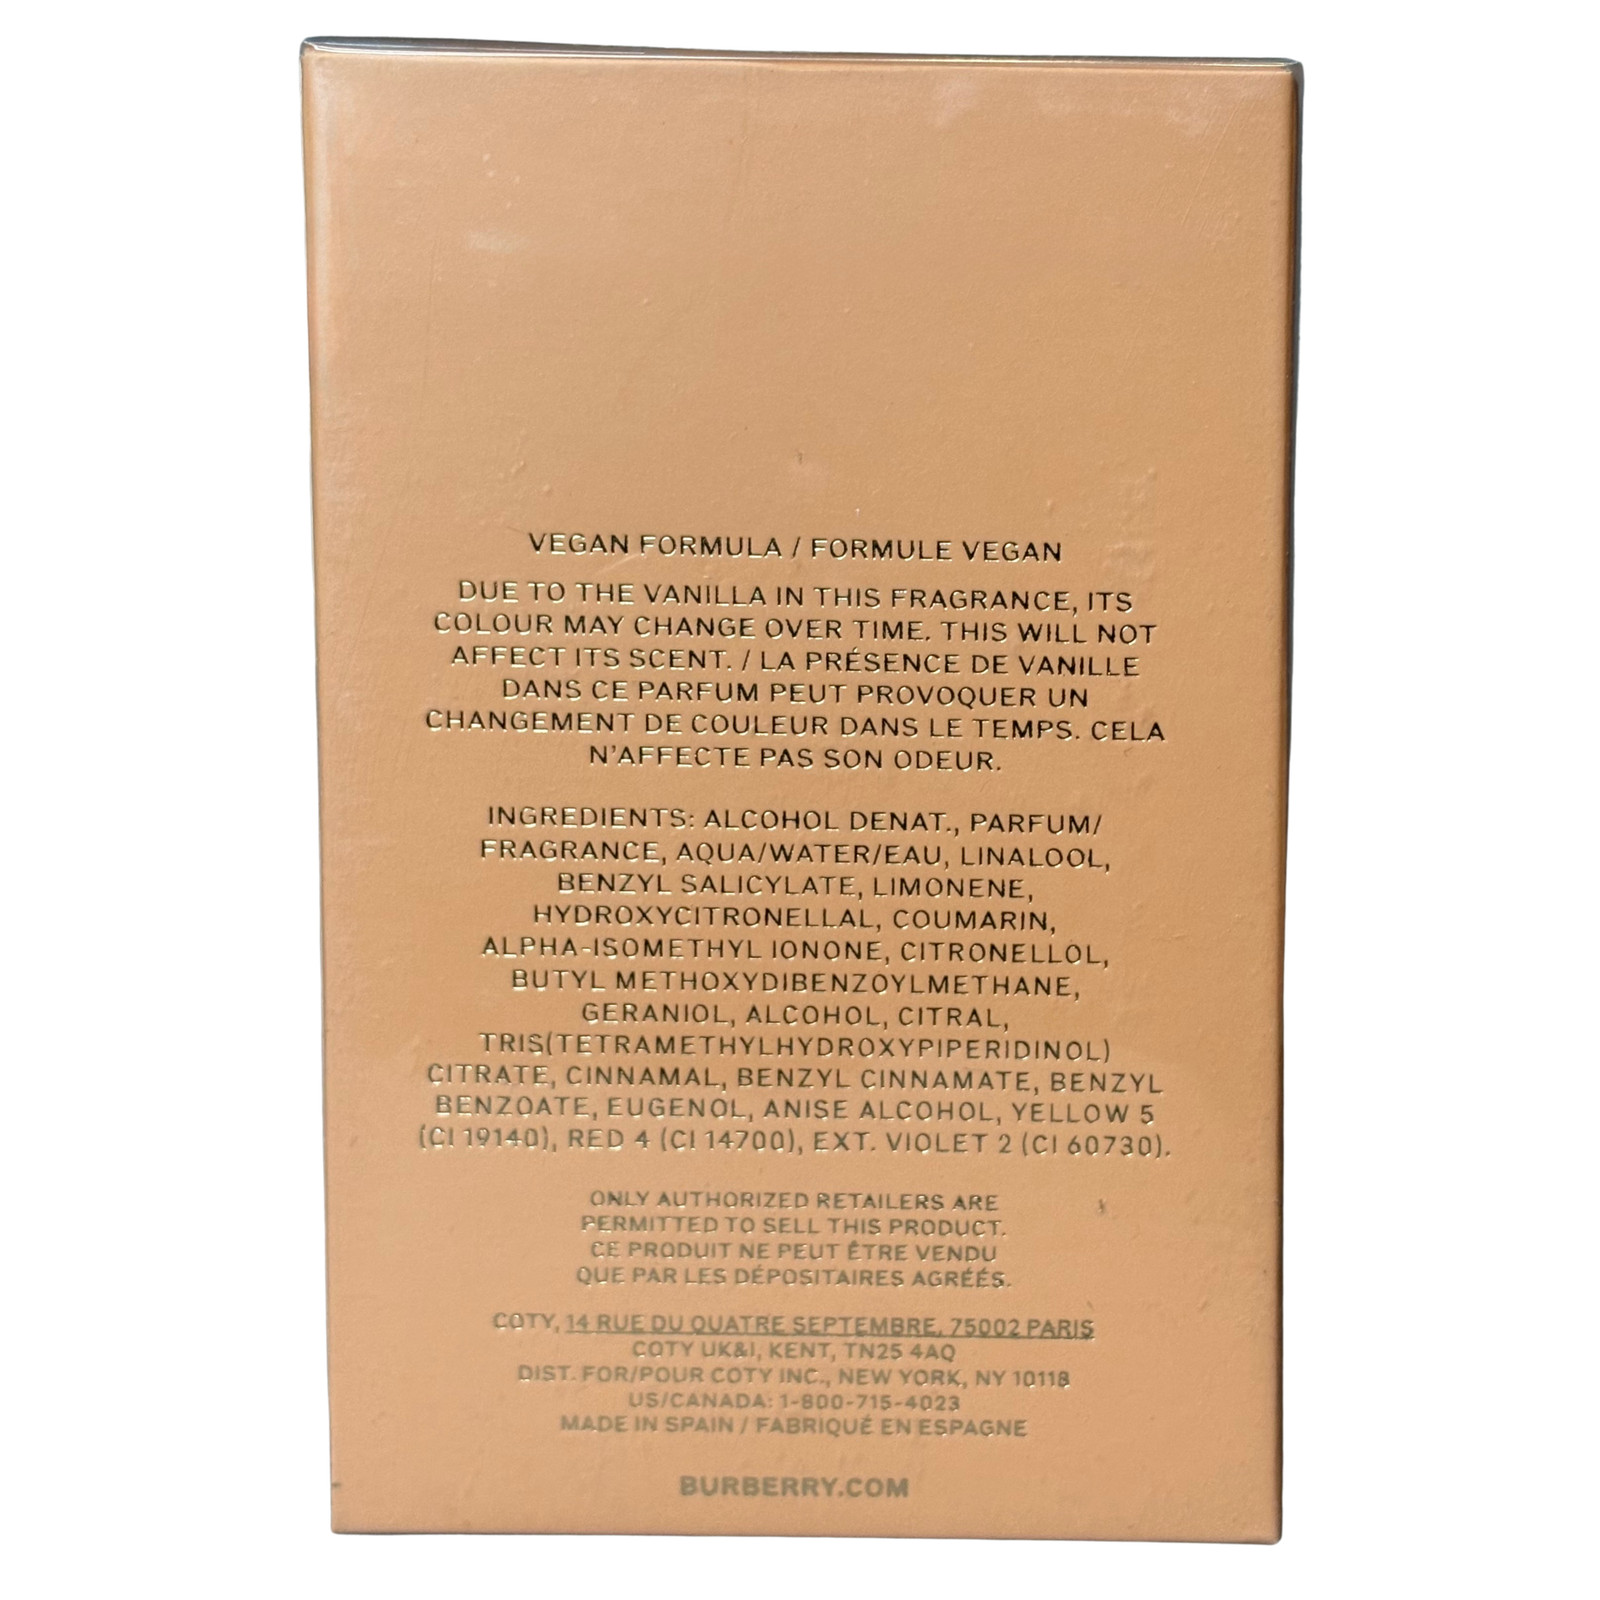 VEGAN FORMULA / FORMULE VEGAN
DUE TO THE VANILLA IN THIS FRAGRANCE, ITS
COLOUR MAY CHANGE OVER TIME. THIS WILL NOT
AFFECT ITS SCENT. / LA PRÉSENCE DE VANILLE
DANS CE PARFUM PEUT PROVOQUER UN
CHANGEMENT DE COULEUR DANS LE TEMPS. CELA
N'AFFECTE PAS SON ODEUR.
INGREDIENTS: ALCOHOL DENAT., PARFUM/
FRAGRANCE, AQUA/WATER/EAU, LINALOOL,
BENZYL SALICYLATE, LIMONENE,
HYDROXYCITRONELLAL, COUMARIN,
ALPHA-ISOMETHYL IONONE, CITRONELLOL,
BUTYL METHOXYDIBENZOYLMETHANE,
GERANIOL, ALCOHOL, CITRAL,
TRIS(TETRAMETHYLHYDROXYPIPERIDINOL)
CITRATE, CINNAMAL, BENZYL CINNAMATE, BENZYL
BENZOATE, EUGENOL, ANISE ALCOHOL, YELLOW 5
(CI 19140), RED 4 (CI 14700), EXT. VIOLET 2 (CI 60730).
ONLY AUTHORIZED RETAILERS ARE
PERMITTED TO SELL THIS PRODUCT.
CE PRODUIT NE PEUT ÊTRE VENDU
QUE PAR LES DÉPOSITAIRES AGRÉÉS.
COTY, 14 RUE DU QUATRE SEPTEMBRE, 75002 PARIS
COTY UK&I, KENT, TN25 4AQ
DIST. FOR/POUR COTY INC., NEW YORK, NY 10118
US/CANADA: 1-800-715-4023
MADE IN SPAIN / FABRIQUÉ EN ESPAGNE
BURBERRY.COM